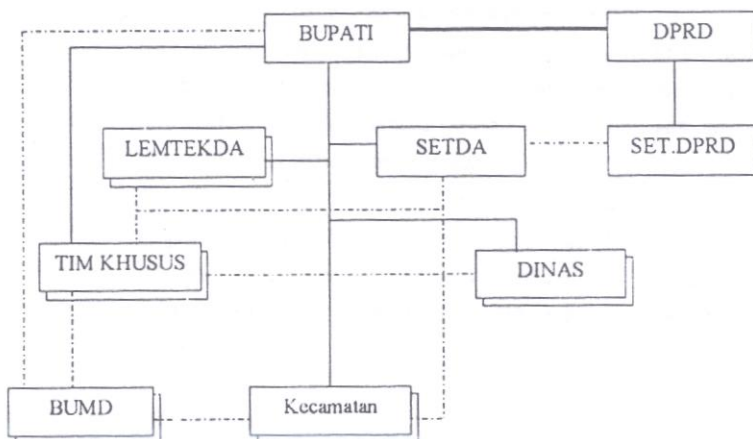 BUPATI
DPRD
LEMTEKDA
SETDA
SET.DPRD
TIM KHUSUS
DINAS
BUMD
Kecamatan